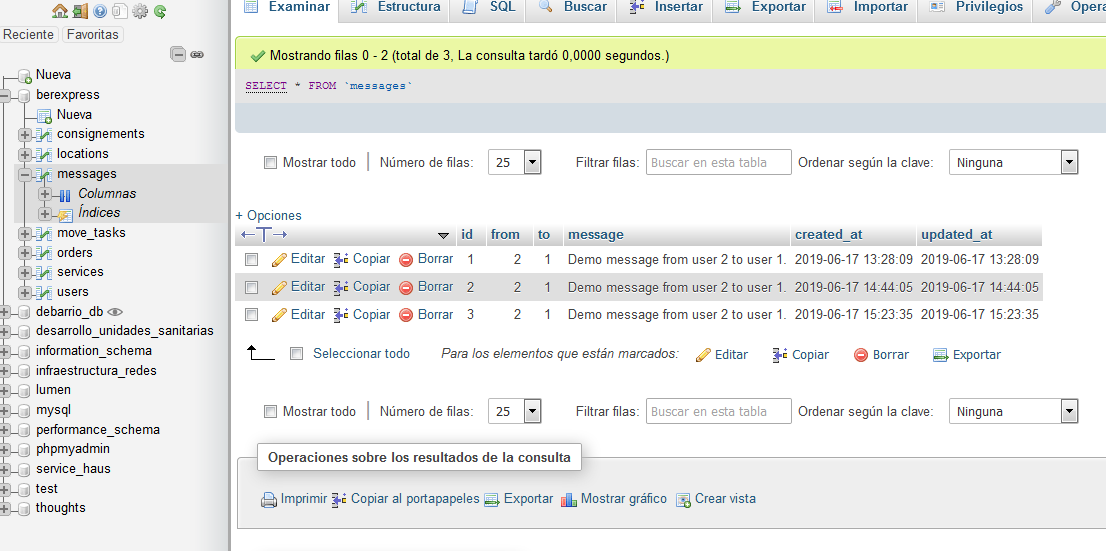 Reciente Favoritas
Nueva
berexpress
Nueva
consignements
locations
messages
Columnas
Índices
move_tasks
orders
services
users
debarrio_db
desarrollo_unidades_sanitarias
information_schema
infraestructura_redes
lumen
mysql
performance_schema
phpmyadmin
service_haus
test
thoughts
Examinar Estructura SQL Buscar Insertar Exportar Importar Privilegios Opera
Mostrando filas 0 - 2 (total de 3, La consulta tardó 0,0000 segundos.)
SELECT * FROM `messages`
Mostrar todo Número de filas: 25 Filtrar filas: Buscar en esta tabla Ordenar según la clave: Ninguna
+ Opciones
←T→ id from to message created_at updated_at
Editar Copiar Borrar 1 2 1 Demo message from user 2 to user 1. 2019-06-17 13:28:09 2019-06-17 13:28:09
Editar Copiar Borrar 2 2 1 Demo message from user 2 to user 1. 2019-06-17 14:44:05 2019-06-17 14:44:05
Editar Copiar Borrar 3 2 1 Demo message from user 2 to user 1. 2019-06-17 15:23:35 2019-06-17 15:23:35
Seleccionar todo Para los elementos que están marcados: Editar Copiar Borrar Exportar
Mostrar todo Número de filas: 25 Filtrar filas: Buscar en esta tabla Ordenar según la clave: Ninguna
Operaciones sobre los resultados de la consulta
Imprimir Copiar al portapapeles Exportar Mostrar gráfico Crear vista